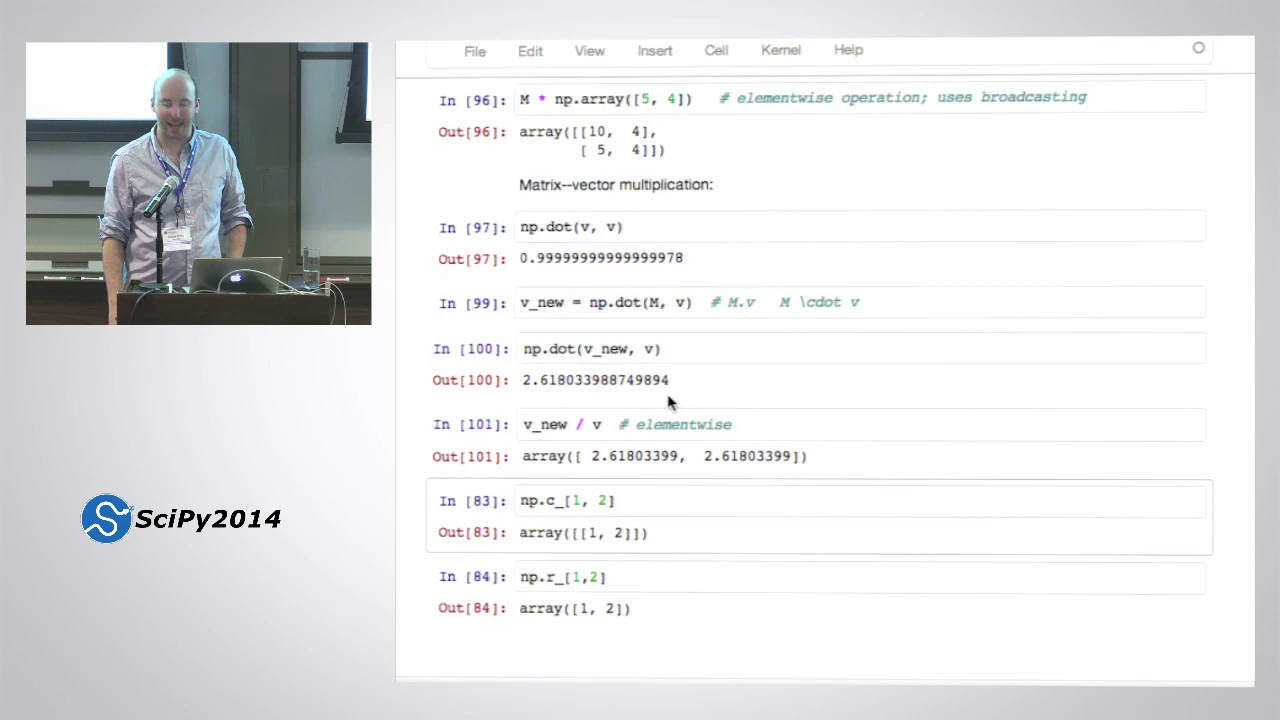 File Edit View Insert Cell Kernel Help
In [96]: M * np.array([5, 4]) # elementwise operation; uses broadcasting
Out[96]: array([[10, 4],
[ 5, 4]])
Matrix--vector multiplication:
In [97]: np.dot(v, v)
Out[97]: 0.99999999999999978
In [99]: v_new = np.dot(M, v) # M.v M \cdot v
In [100]: np.dot(v_new, v)
Out[100]: 2.618033988749894
In [101]: v_new / v # elementwise
Out[101]: array([ 2.61803399, 2.61803399])
In [83]: np.c_[1, 2]
Out[83]: array([[1, 2]])
In [84]: np.r_[1,2]
Out[84]: array([1, 2])
SciPy2014